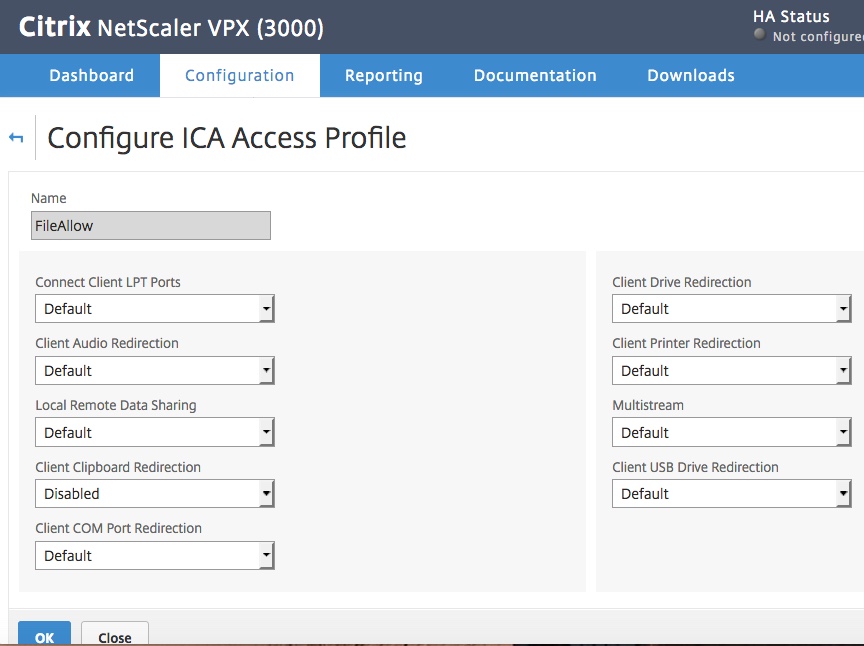 Citrix NetScaler VPX (3000)
HA Status
Not configure
Dashboard Configuration Reporting Documentation Downloads
Configure ICA Access Profile
Name
FileAllow
Connect Client LPT Ports
Default
Client Audio Redirection
Default
Local Remote Data Sharing
Default
Client Clipboard Redirection
Disabled
Client COM Port Redirection
Default
Client Drive Redirection
Default
Client Printer Redirection
Default
Multistream
Default
Client USB Drive Redirection
Default
OK Close